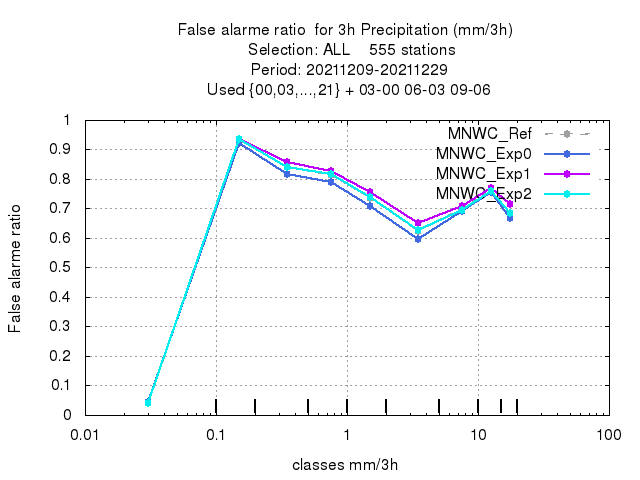 False alarme ratio  for 3h Precipitation (mm/3h)
Selection: ALL    555 stations
Period: 20211209-20211229
Used {00,03,...,21} + 03-00 06-03 09-06
MNWC_Ref
MNWC_Exp0
MNWC_Exp1
MNWC_Exp2
1
0.9
0.8
0.7
0.6
0.5
0.4
0.3
0.2
0.1
0
False alarme ratio
0.01 0.1 1 10 100
classes mm/3h